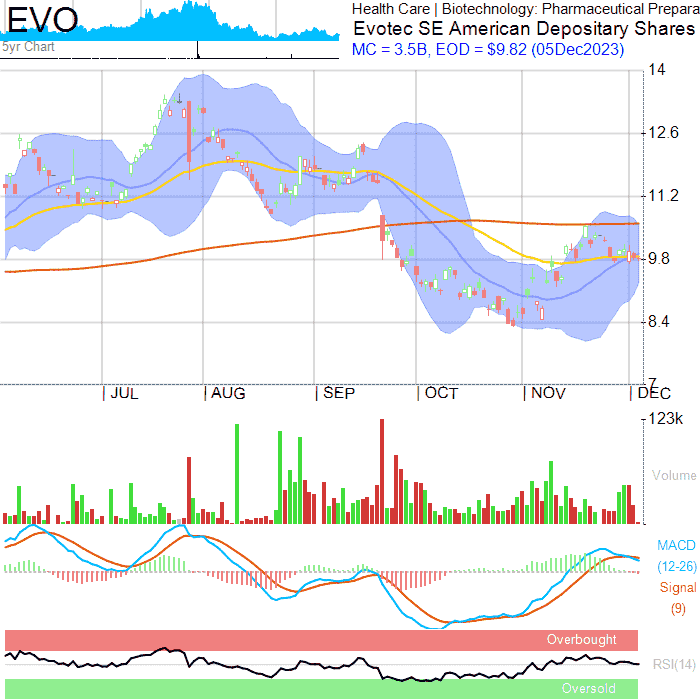 EVO
5yr Chart
Health Care | Biotechnology: Pharmaceutical Prepara
Evotec SE American Depositary Shares
MC = 3.5B, EOD = $9.82 (05Dec2023)
14
12.6
11.2
9.8
8.4
7
JUL
AUG
SEP
OCT
NOV
DEC
123k
Volume
MACD
(12-26)
Signal
(9)
Overbought
RSI(14)
Oversold